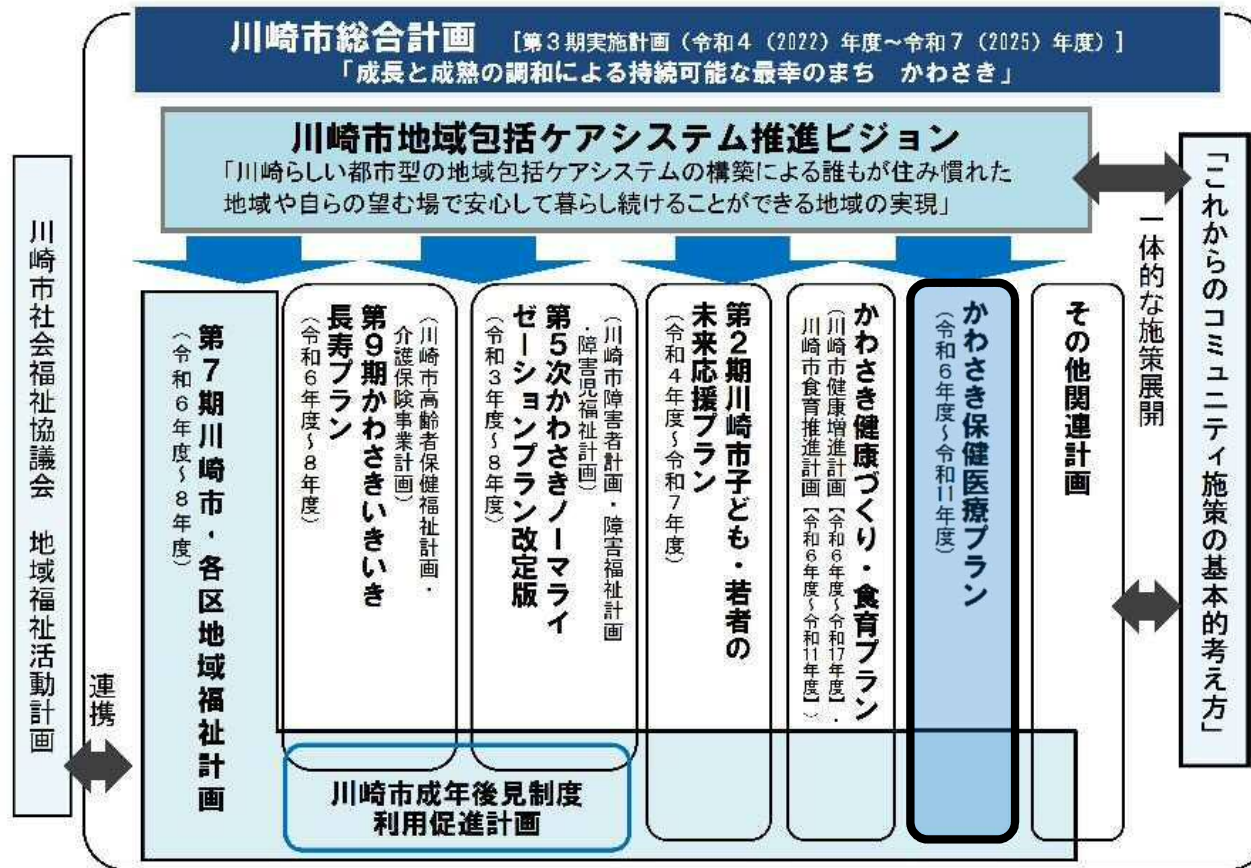 川崎市総合計画 [第3期実施計画(令和4(2022)年度~令和7(2025)年度)]
「成長と成熟の調和による持続可能な最幸のまち かわさき」
川崎市地域包括ケアシステム推進ビジョン
「川崎らしい都市型の地域包括ケアシステムの構築による誰もが住み慣れた
地域や自らの望む場で安心して暮らし続けることができる地域の実現」
川崎市社会福祉協議会 地域福祉活動計画
連携
第7期川崎市・各区地域福祉計画
(令和6年度~8年度)
(川崎市高齢者保健福祉計画・
介護保険事業計画)
第9期かわさきいきいき
長寿プラン
(令和6年度~8年度)
(川崎市障害者計画・障害福祉計画
・障害児福祉計画)
第5次かわさきノーマライ
ゼーションプラン改定版
(令和3年度~8年度)
第2期川崎市子ども・若者の
未来応援プラン
(令和4年度~令和7年度)
かわさき健康づくり・食育プラン
(川崎市健康増進計画【令和6年度~令和17年度】・
川崎市食育推進計画【令和6年度~令和11年度】)
かわさき保健医療プラン
(令和6年度~令和11年度)
その他関連計画
一体的な施策展開
「これからのコミュニティ施策の基本的考え方」
川崎市成年後見制度
利用促進計画